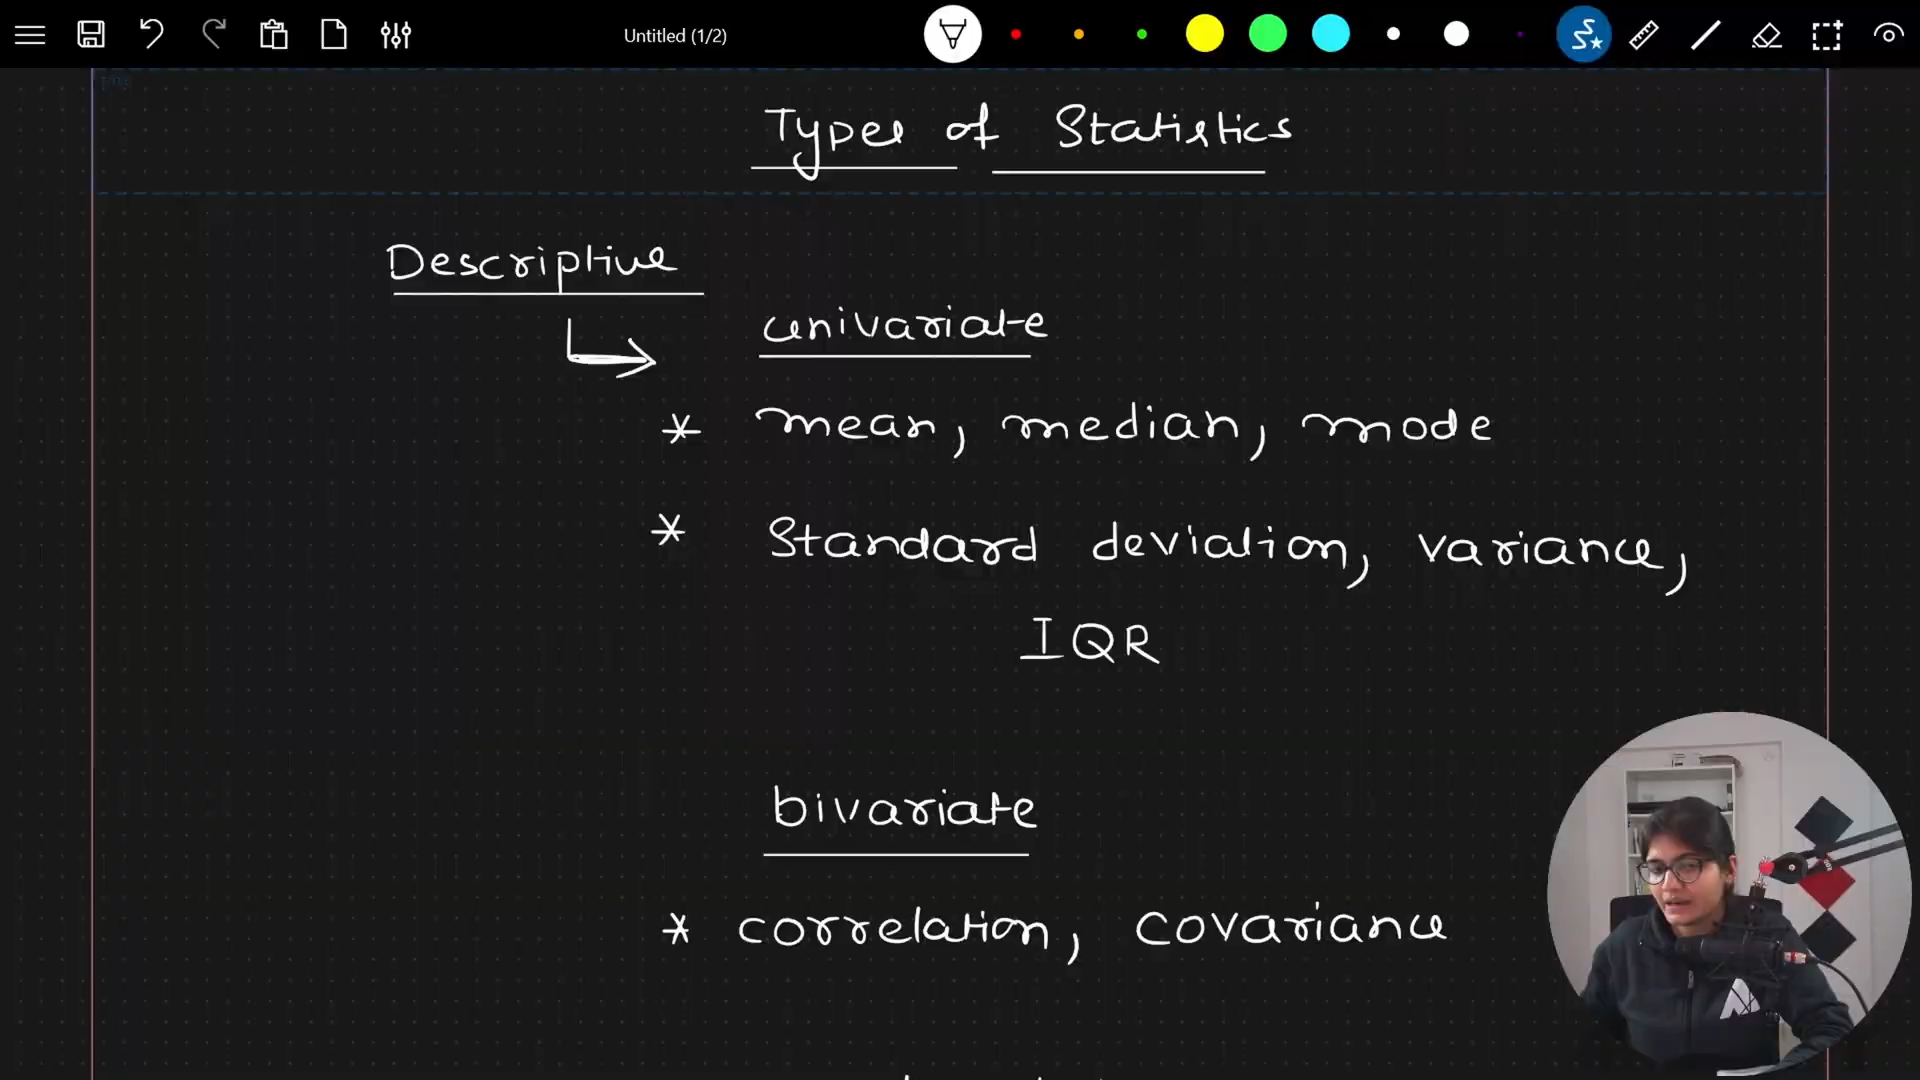 Untitled (1/2)
Types of Statistics
Descriptive
univariate
* mean, median, mode
* Standard deviation, variance,
IQR
bivariate
* correlation, covariance